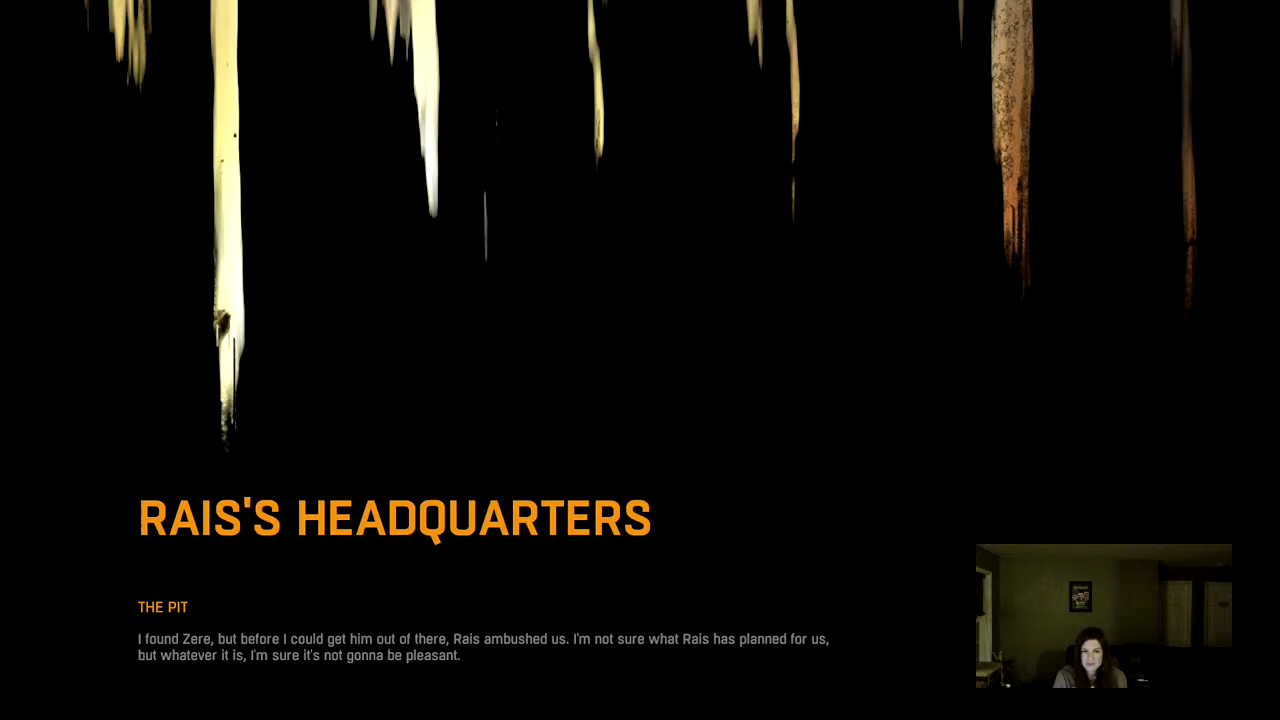 RAIS'S HEADQUARTERS
THE PIT
I found Zere, but before I could get him out of there, Rais ambushed us. I'm not sure what Rais has planned for us,
but whatever it is, I'm sure it's not gonna be pleasant.